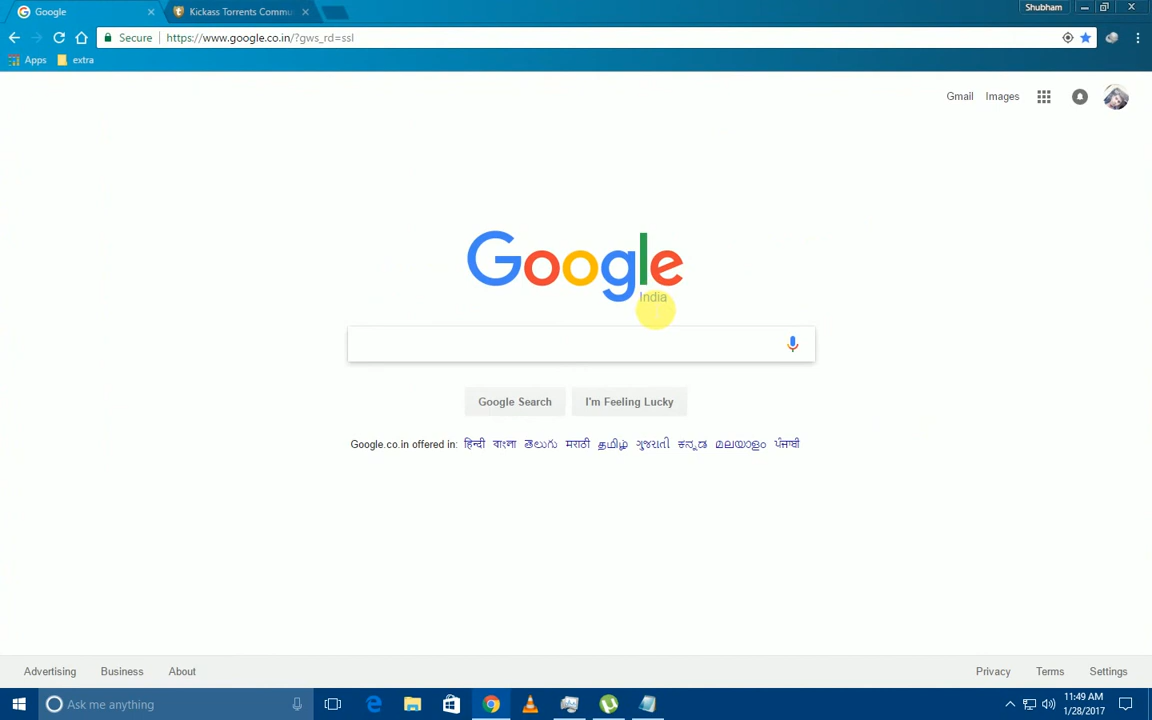 Google
Kickass Torrents Commu
Shubham
Secure
https://www.google.co.in/?gws_rd=ssl
Apps
extra
Gmail
Images
Google
India
Google Search
I'm Feeling Lucky
Google.co.in offered in: हिन्दी বাংলা తెలుగు मराठी தமிழ் ગુજરાતી ಕನ್ನಡ മലയാളം ਪੰਜਾਬੀ
Advertising
Business
About
Privacy
Terms
Settings
Ask me anything
11:49 AM
1/28/2017